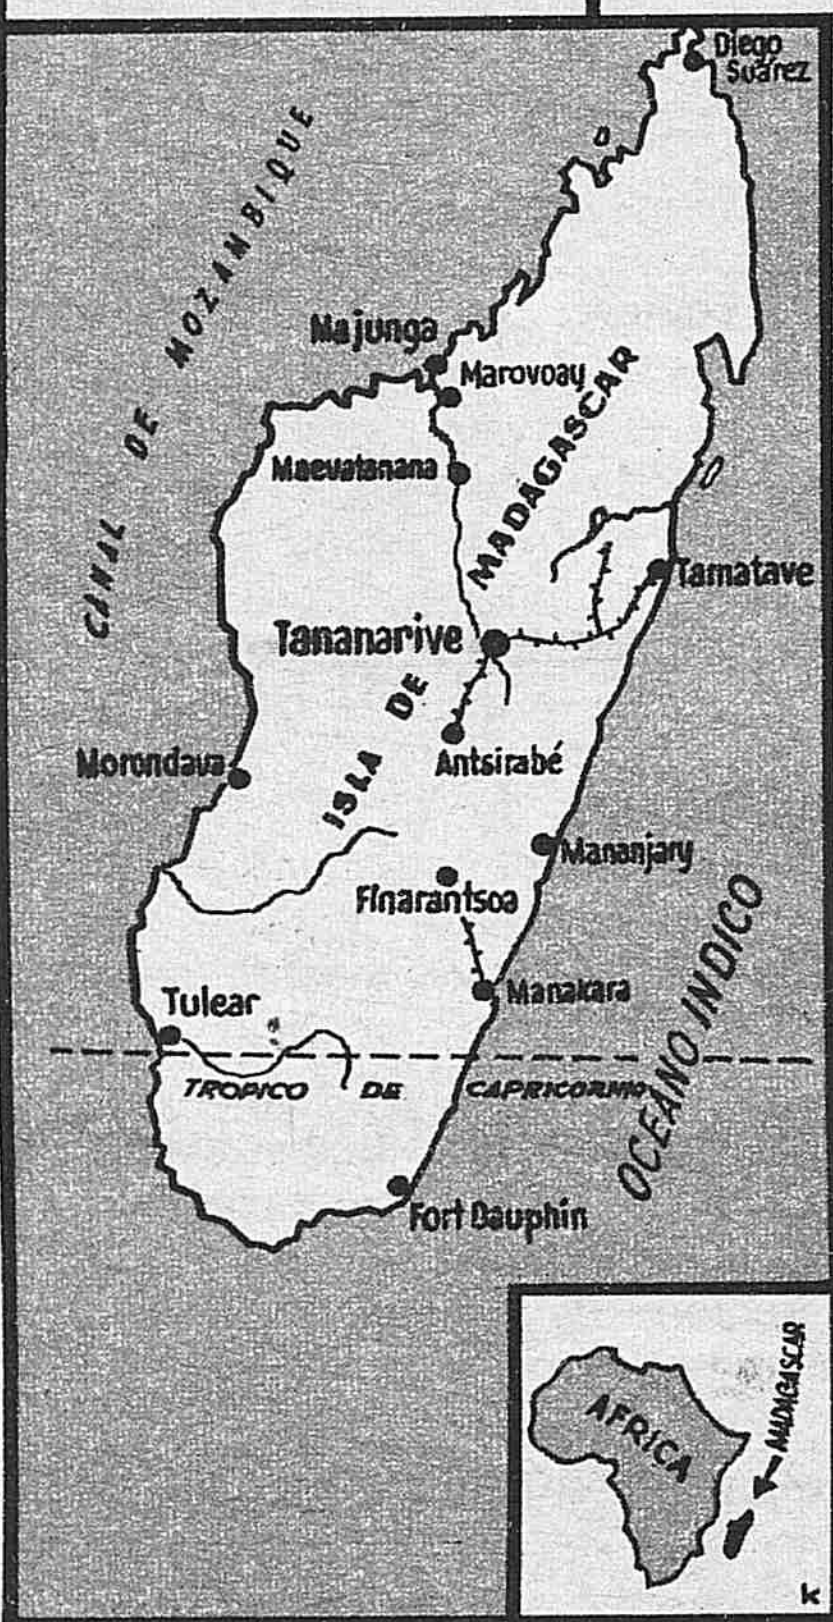 Diego
Suárez
CANAL DE MOZAMBIQUE
Majunga
Marovoay
Maevatanana
ISLA DE MADAGASCAR
Tamatave
Tananarive
Antsirabé
Morondava
Mananjary
Finarantsoa
Manakara
OCEANO INDICO
Tulear
TROPICO DE CAPRICORNIO
Fort Dauphin
AFRICA
MADAGASCAR
k